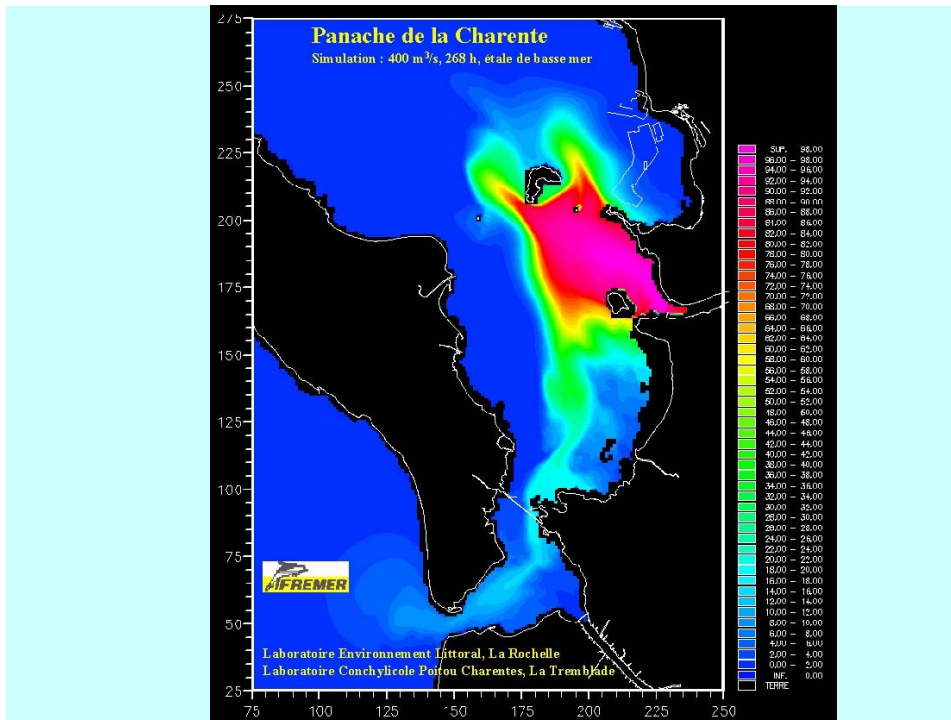 Panache de la Charente
Simulation : 400 m³/s, 268 h, étale de basse mer
275
250
225
200
175
150
125
100
75
50
25
75 100 125 150 175 200 225 250
IFREMER
Laboratoire Environnement Littoral, La Rochelle
Laboratoire Conchylicole Poitou Charentes, La Tremblade
SUP. 98.00
96.00 – 98.00
94.00 – 96.00
92.00 – 94.00
90.00 – 92.00
88.00 – 90.00
86.00 – 88.00
84.00 – 86.00
82.00 – 84.00
80.00 – 82.00
78.00 – 80.00
76.00 – 78.00
74.00 – 76.00
72.00 – 74.00
70.00 – 72.00
68.00 – 70.00
66.00 – 68.00
64.00 – 66.00
62.00 – 64.00
60.00 – 62.00
58.00 – 60.00
56.00 – 58.00
54.00 – 56.00
52.00 – 54.00
50.00 – 52.00
48.00 – 50.00
46.00 – 48.00
44.00 – 46.00
42.00 – 44.00
40.00 – 42.00
38.00 – 40.00
36.00 – 38.00
34.00 – 36.00
32.00 – 34.00
30.00 – 32.00
28.00 – 30.00
26.00 – 28.00
24.00 – 26.00
22.00 – 24.00
20.00 – 22.00
18.00 – 20.00
16.00 – 18.00
14.00 – 16.00
12.00 – 14.00
10.00 – 12.00
8.00 – 10.00
6.00 – 8.00
4.00 – 6.00
2.00 – 4.00
0.00 – 2.00
INF. 0.00
TERRE